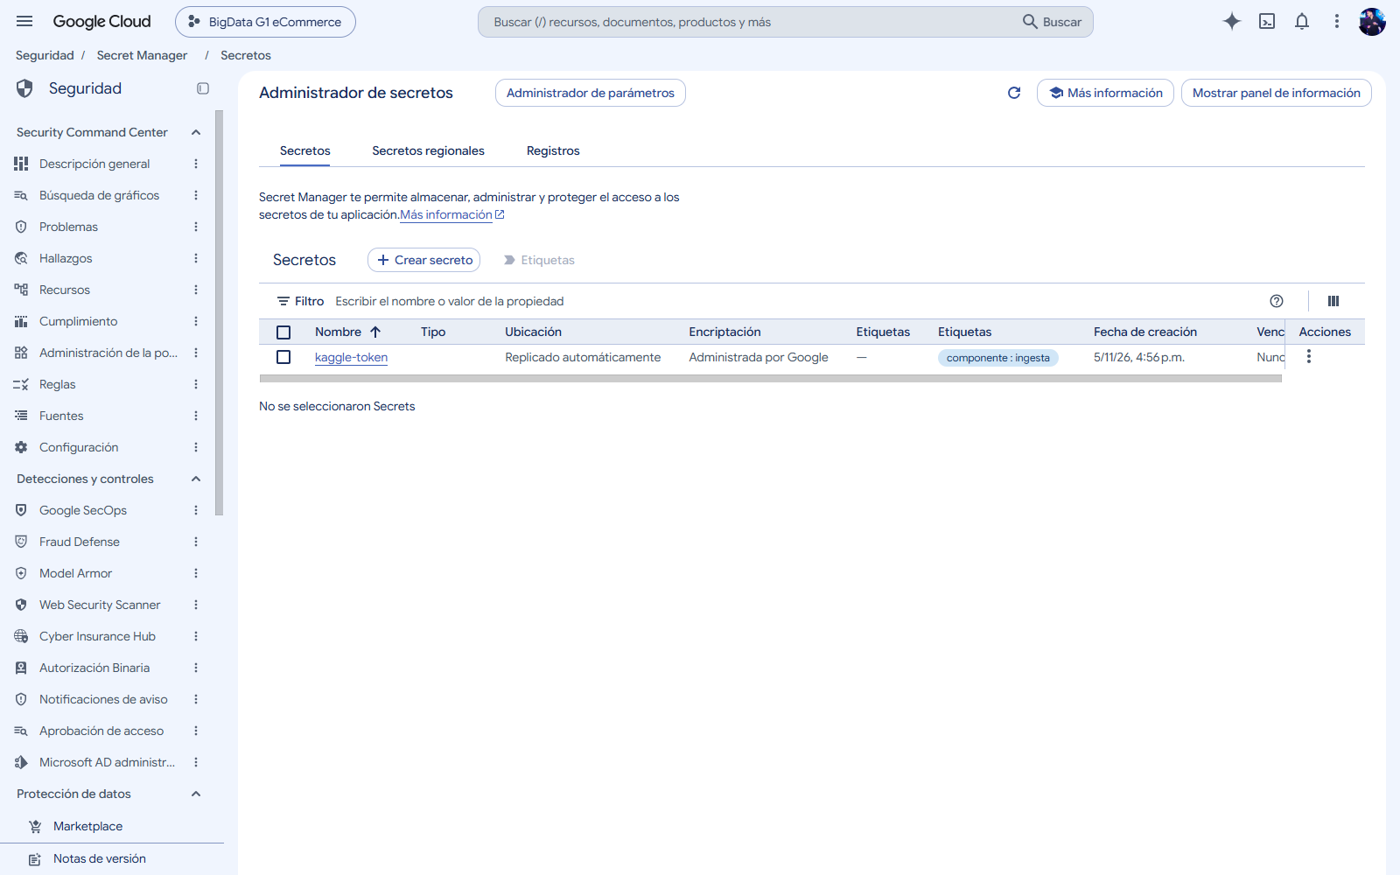 Google Cloud
BigData G1 eCommerce
Buscar (/) recursos, documentos, productos y más
Buscar
Seguridad / Secret Manager / Secretos
Seguridad
Security Command Center
Descripción general
Búsqueda de gráficos
Problemas
Hallazgos
Recursos
Cumplimiento
Administración de la po...
Reglas
Fuentes
Configuración
Detecciones y controles
Google SecOps
Fraud Defense
Model Armor
Web Security Scanner
Cyber Insurance Hub
Autorización Binaria
Notificaciones de aviso
Aprobación de acceso
Microsoft AD administr...
Protección de datos
Marketplace
Notas de versión
Administrador de secretos
Administrador de parámetros
Más información
Mostrar panel de información
Secretos
Secretos regionales
Registros
Secret Manager te permite almacenar, administrar y proteger el acceso a los
secretos de tu aplicación.Más información
Secretos
Crear secreto
Etiquetas
Filtro Escribir el nombre o valor de la propiedad
Nombre Tipo Ubicación Encriptación Etiquetas Etiquetas Fecha de creación Venc Acciones
kaggle-token Replicado automáticamente Administrada por Google — componente : ingesta 5/11/26, 4:56 p.m. Nunc
No se seleccionaron Secrets